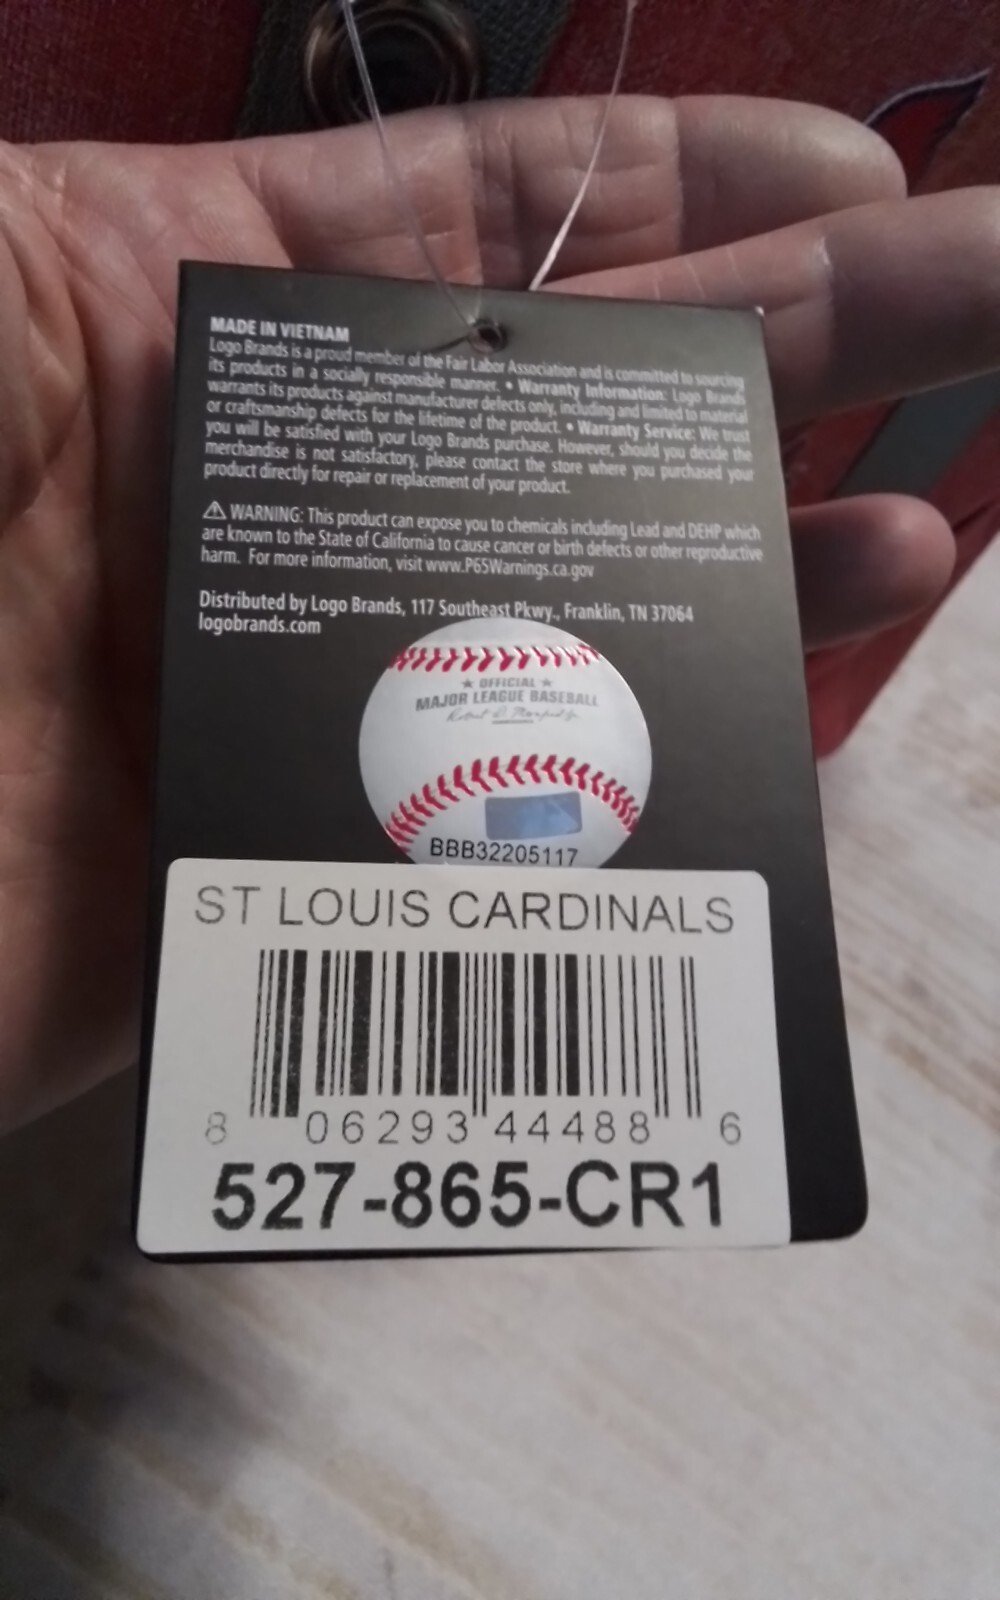 MADE IN VIETNAM
Logo Brands is a proud member of the Fair Labor Association and is committed to sourcing
its products in a socially responsible manner. • Warranty Information: Logo Brands
warrants its products against manufacturer defects only, including and limited to material
or craftsmanship defects for the lifetime of the product. • Warranty Service: We trust
you will be satisfied with your Logo Brands purchase. However, should you decide the
merchandise is not satisfactory, please contact the store where you purchased your
product directly for repair or replacement of your product.
⚠ WARNING: This product can expose you to chemicals including Lead and DEHP which
are known to the State of California to cause cancer or birth defects or other reproductive
harm. For more information, visit www.P65Warnings.ca.gov
Distributed by Logo Brands, 117 Southeast Pkwy., Franklin, TN 37064
logobrands.com
★ OFFICIAL ★
MAJOR LEAGUE BASEBALL
BBB32205117
ST LOUIS CARDINALS
8 06293 44488 6
527-865-CR1